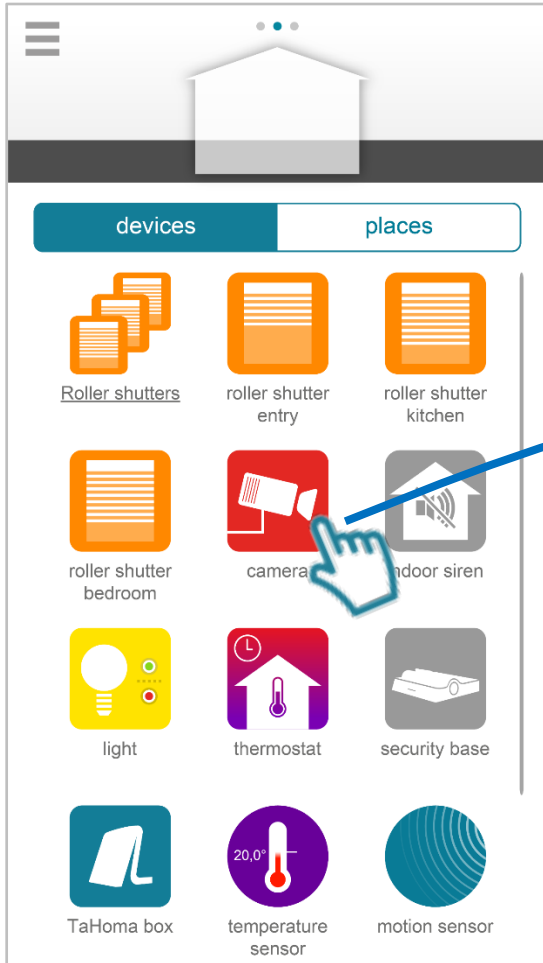 devices places
Roller shutters
roller shutter
entry
roller shutter
kitchen
roller shutter
bedroom
camera
indoor siren
light
thermostat
security base
TaHoma box
20,0°
temperature
sensor
motion sensor